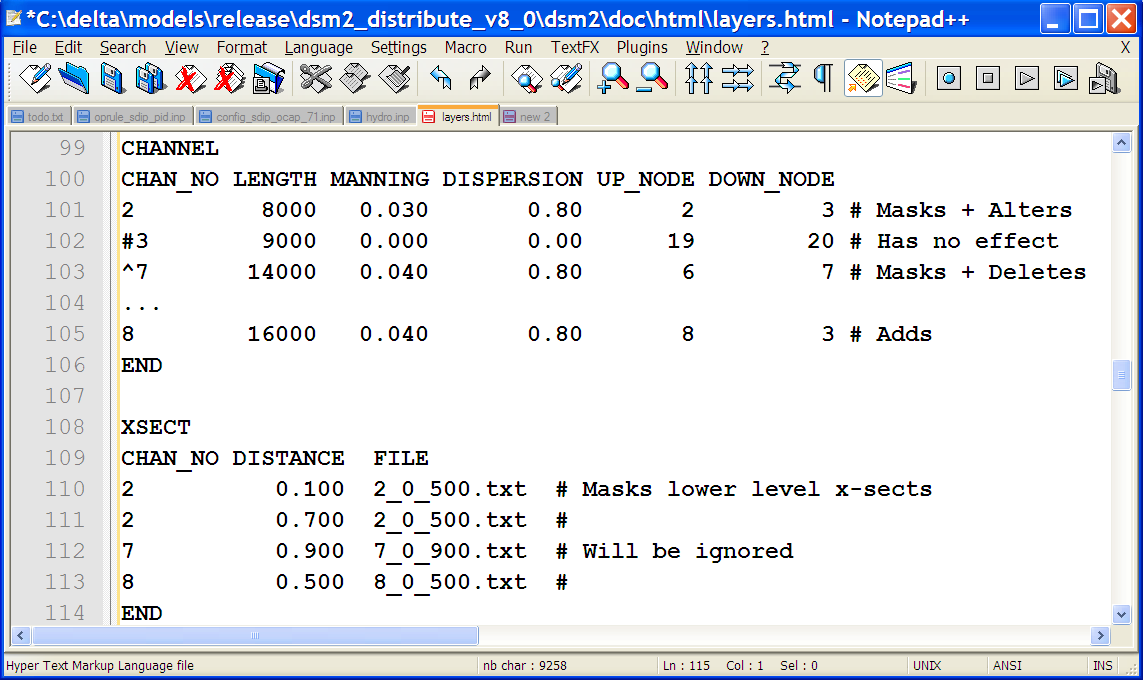 *C:\delta\models\release\dsm2_distribute_v8_0\dsm2\doc\html\layers.html - Notepad++
File Edit Search View Format Language Settings Macro Run TextFX Plugins Window ? X
todo.txt oprule_sdip_pid.inp config_sdip_ocap_71.inp hydro.inp layers.html new 2
99 CHANNEL
100 CHAN_NO LENGTH MANNING DISPERSION UP_NODE DOWN_NODE
101 2 8000 0.030 0.80 2 3 # Masks + Alters
102 #3 9000 0.000 0.00 19 20 # Has no effect
103 ^7 14000 0.040 0.80 6 7 # Masks + Deletes
104 ...
105 8 16000 0.040 0.80 8 3 # Adds
106 END
107
108 XSECT
109 CHAN_NO DISTANCE FILE
110 2 0.100 2_0_500.txt # Masks lower level x-sects
111 2 0.700 2_0_500.txt #
112 7 0.900 7_0_900.txt # Will be ignored
113 8 0.500 8_0_500.txt #
114 END
Hyper Text Markup Language file nb char : 9258 Ln : 115 Col : 1 Sel : 0 UNIX ANSI INS